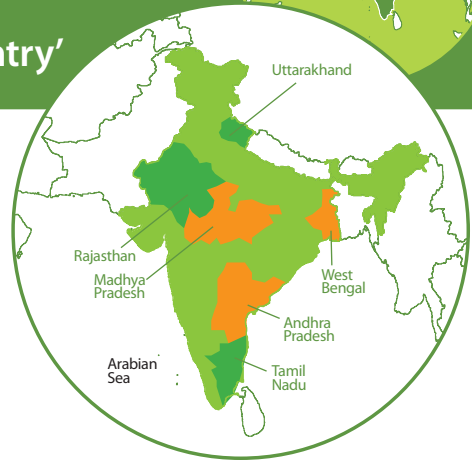 ntry’
Uttarakhand
Rajasthan
Madhya
Pradesh
West
Bengal
Andhra
Pradesh
Arabian
Sea
Tamil
Nadu